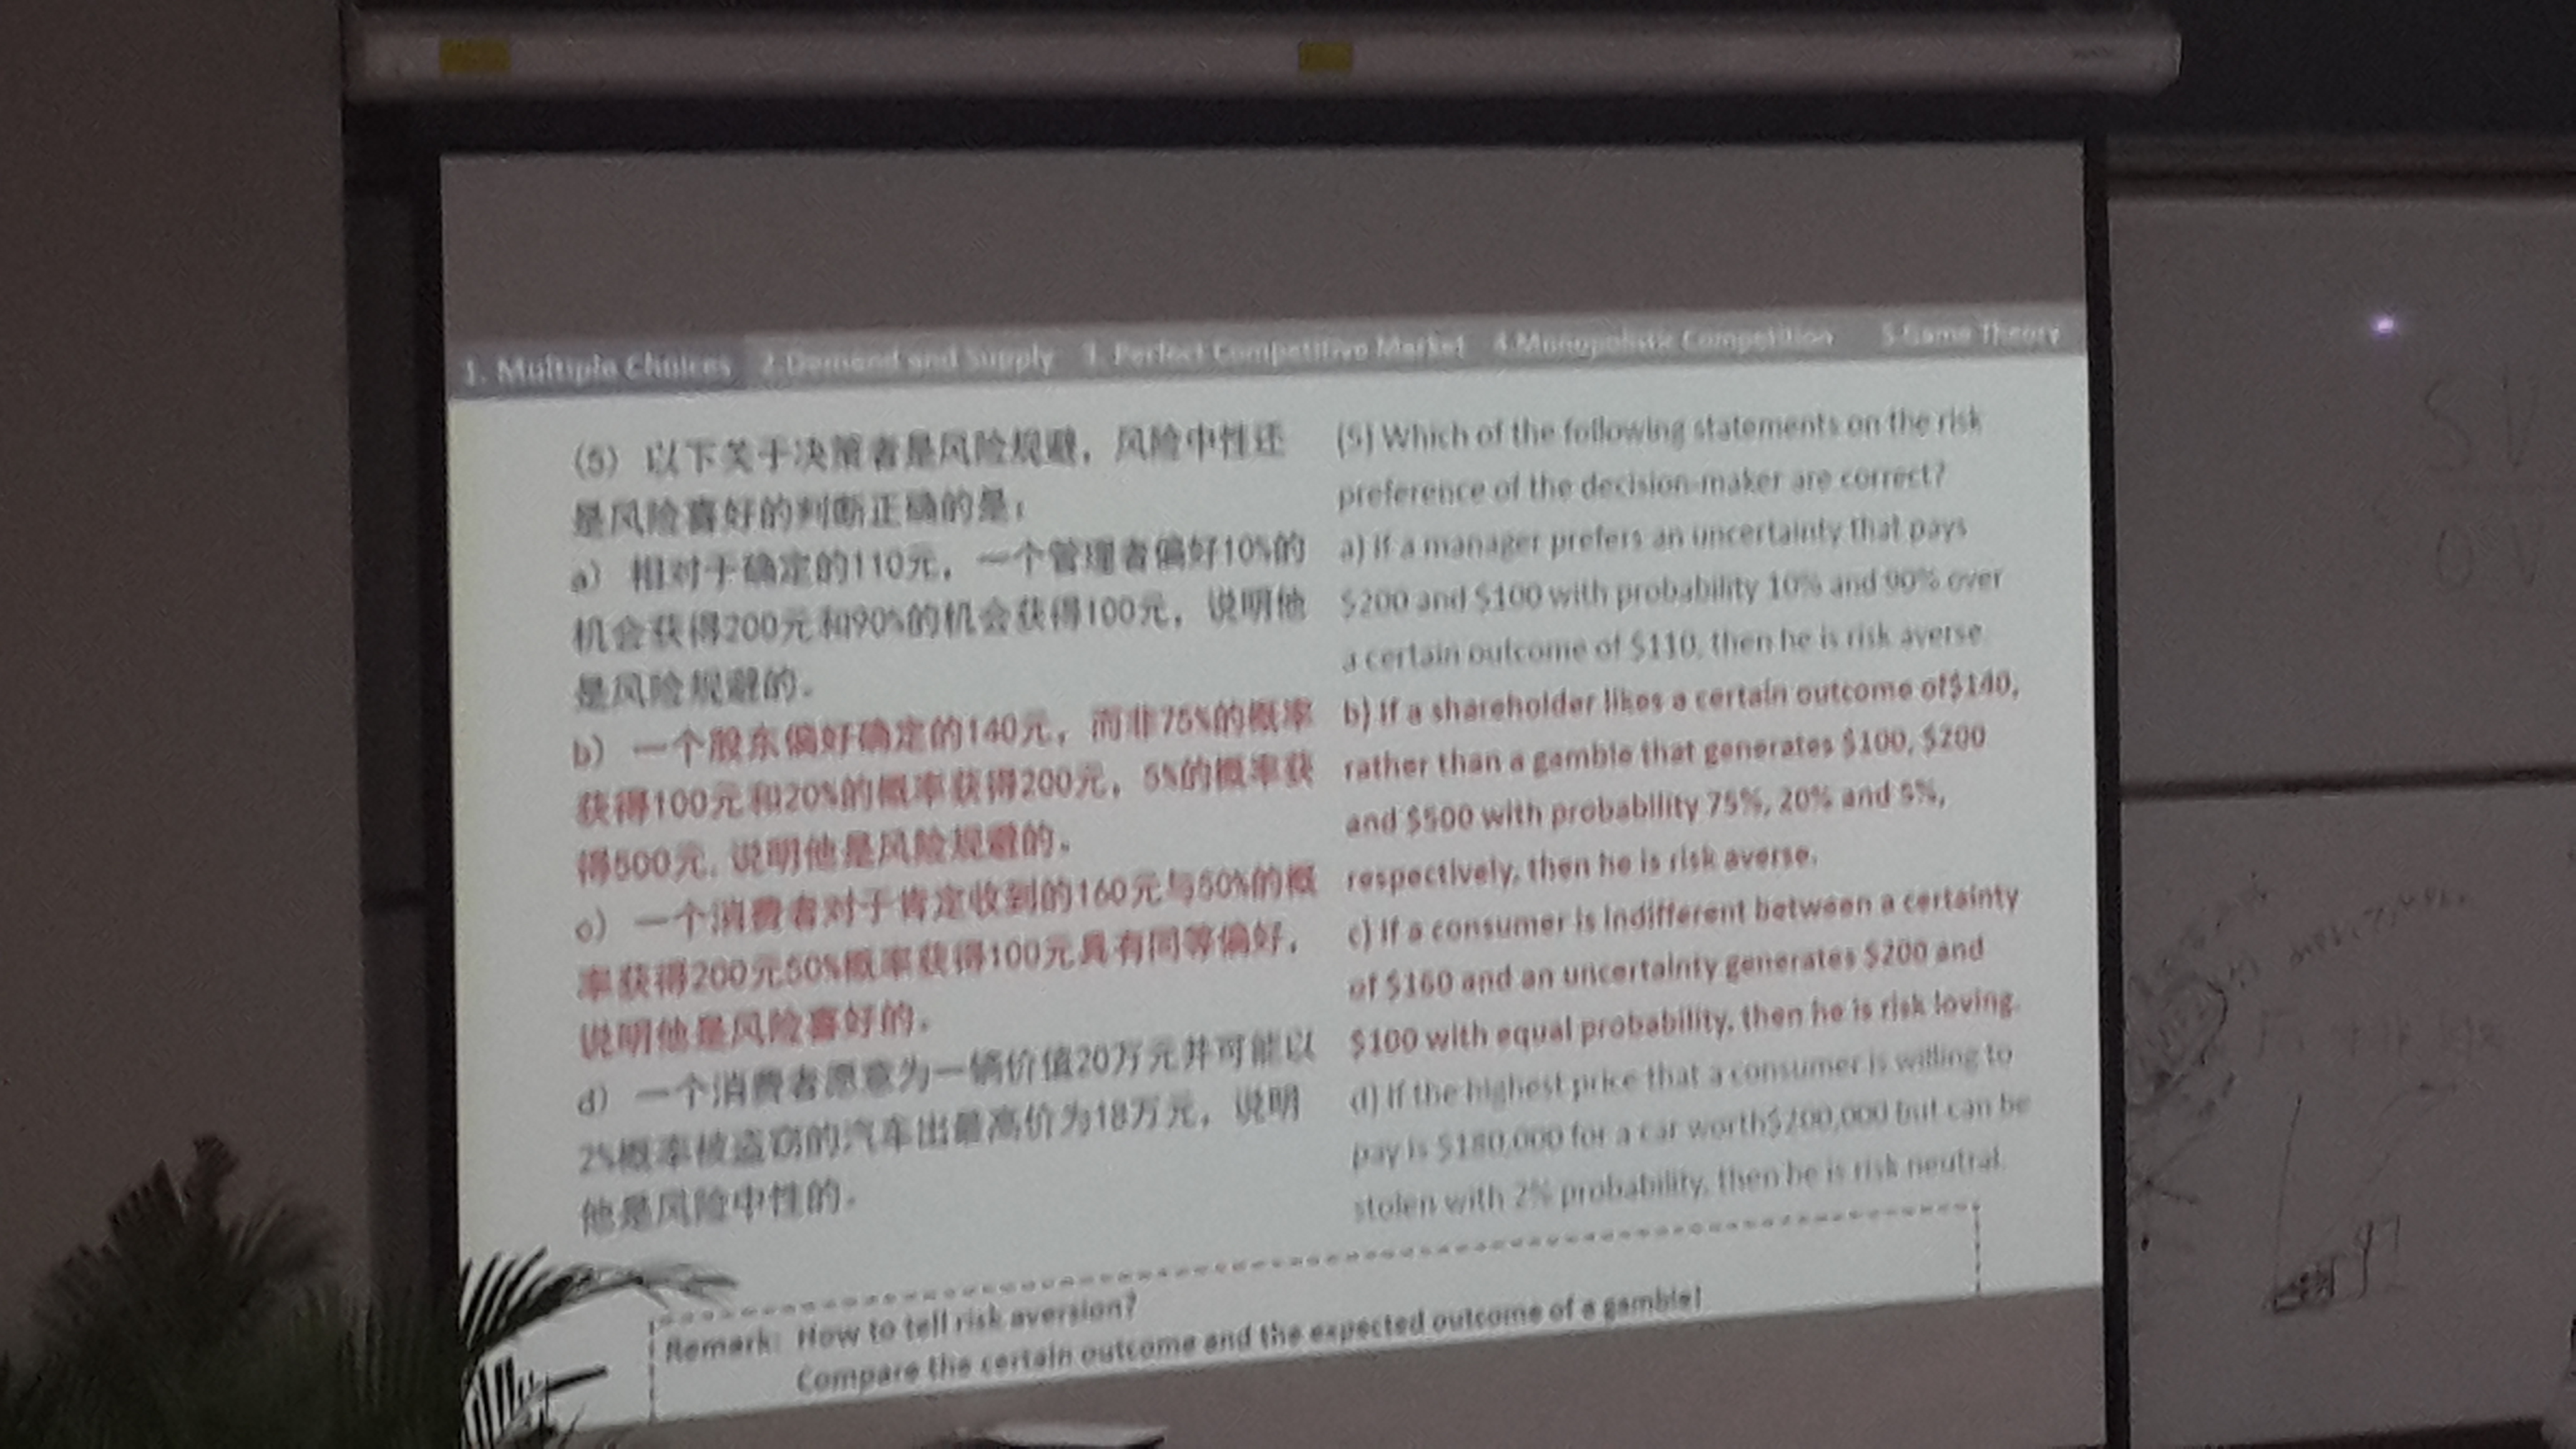 1. Multiple Choices 2.Demand and Supply 3. Perfect Competitive Market 4.Monopolistic Competition 5.Game Theory
(5) 以下关于决策者是风险规避，风险中性还
是风险喜好的判断正确的是：
a) 相对于确定的110元，一个管理者偏好10%的
机会获得200元和90%的机会获得100元，说明他
是风险规避的.
b) 一个股东偏好确定的140元，而非75%的概率
获得100元和20%的概率获得200元，5%的概率获
得500元, 说明他是风险规避的.
c) 一个消费者对于肯定收到的160元与50%的概
率获得200元50%概率获得100元具有同等偏好，
说明他是风险喜好的.
d) 一个消费者愿意为一辆价值20万元并可能以
2%概率被盗窃的汽车出最高价为18万元，说明
他是风险中性的.
(5) Which of the following statements on the risk
preference of the decision-maker are correct?
a) If a manager prefers an uncertainty that pays
$200 and $100 with probability 10% and 90% over
a certain outcome of $110, then he is risk averse
b) If a shareholder likes a certain outcome of$140,
rather than a gamble that generates $100, $200
and $500 with probability 75%, 20% and 5%,
respectively, then he is risk averse.
c) If a consumer is indifferent between a certainty
of $160 and an uncertainty generates $200 and
$100 with equal probability, then he is risk loving.
d) If the highest price that a consumer is willing to
pay is $180,000 for a car worth$200,000 but can be
stolen with 2% probability, then he is risk neutral.
Remark: How to tell risk aversion?
Compare the certain outcome and the expected outcome of a gamble!